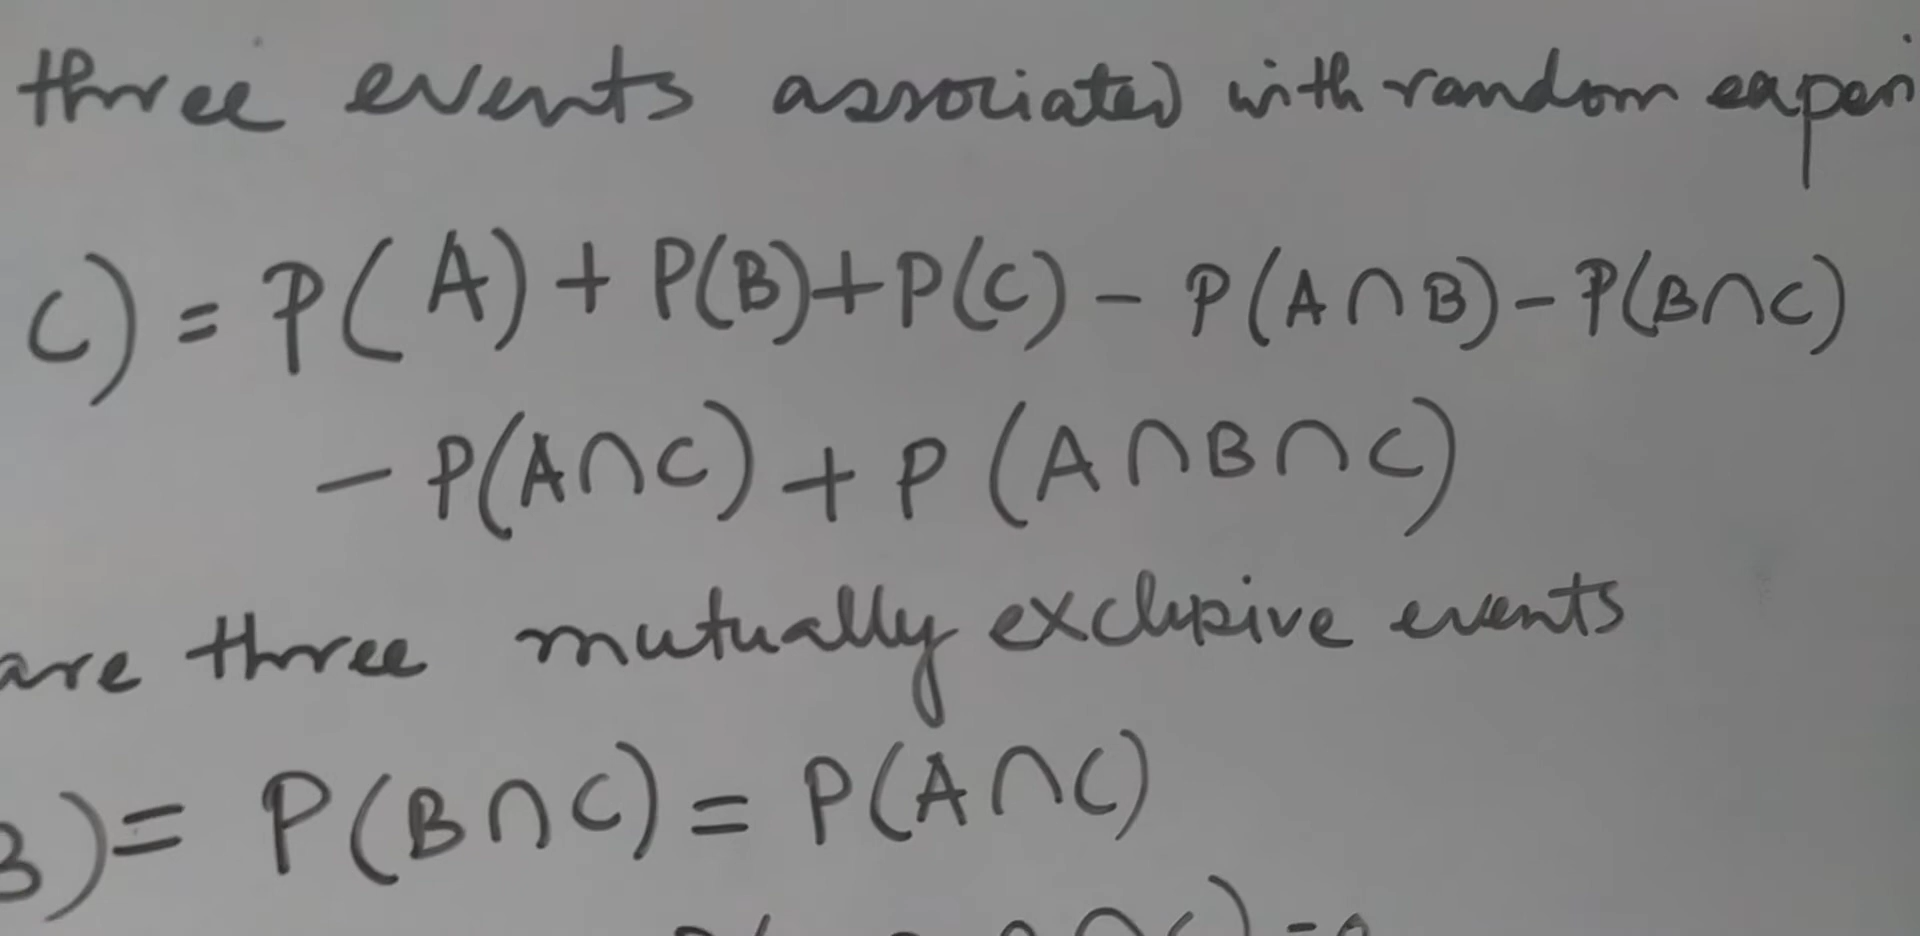 three events associated with random experi
C) = P(A) + P(B) + P(C) - P(A∩B) - P(B∩C)
- P(A∩C) + P(A∩B∩C)
are three mutually exclusive events
B) = P(B∩C) = P(A∩C)
∩C) =